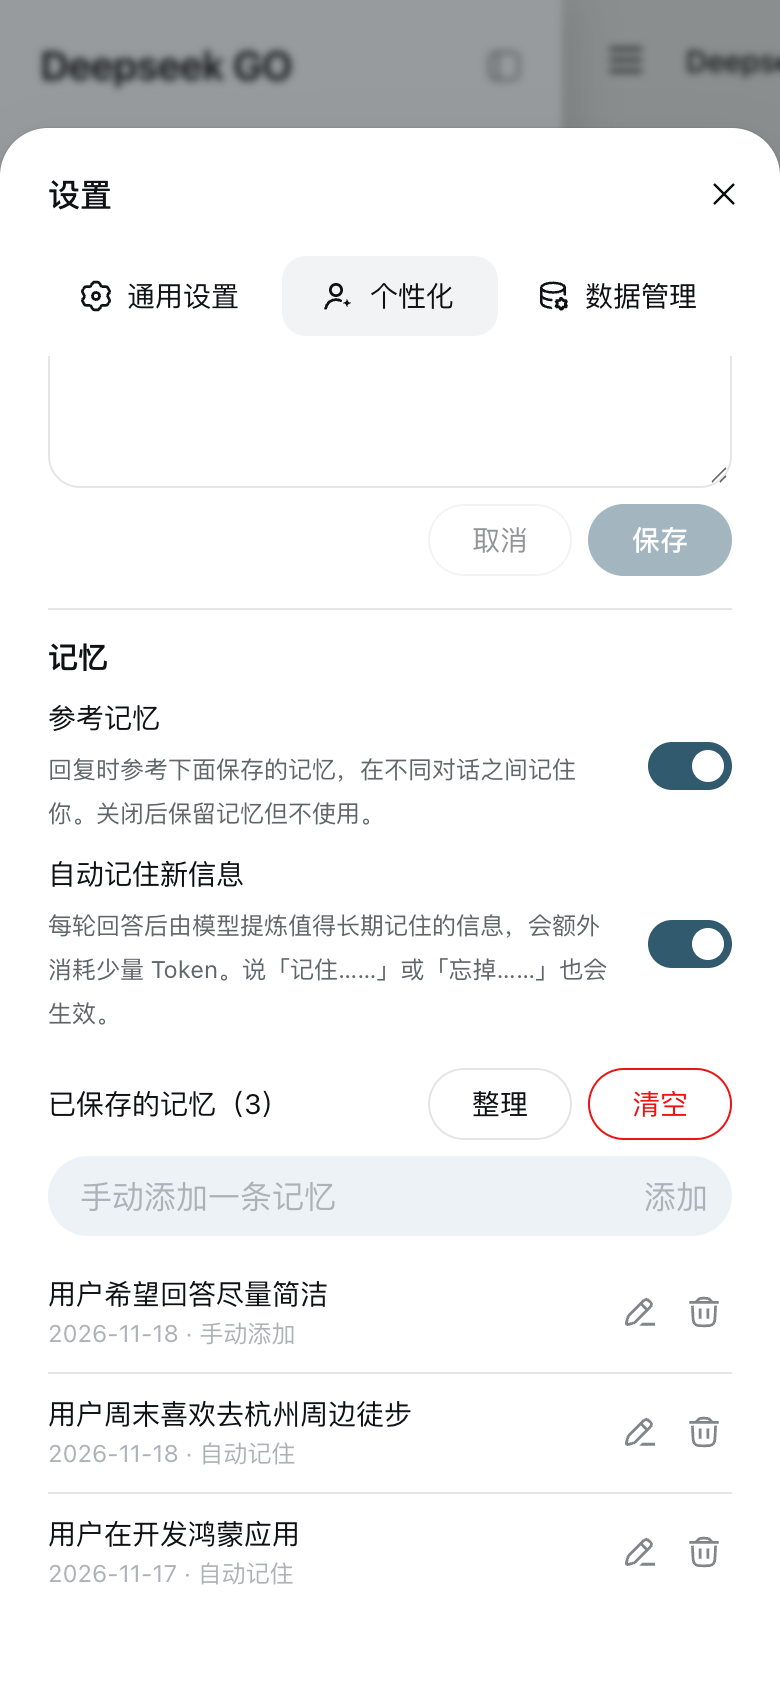 Deepseek GO
Deeps
设置
通用设置
个性化
数据管理
取消
保存
记忆
参考记忆
回复时参考下面保存的记忆，在不同对话之间记住
你。关闭后保留记忆但不使用。
自动记住新信息
每轮回答后由模型提炼值得长期记住的信息，会额外
消耗少量 Token。说「记住……」或「忘掉……」也会
生效。
已保存的记忆（3）
整理
清空
手动添加一条记忆
添加
用户希望回答尽量简洁
2026-11-18 · 手动添加
用户周末喜欢去杭州周边徒步
2026-11-18 · 自动记住
用户在开发鸿蒙应用
2026-11-17 · 自动记住